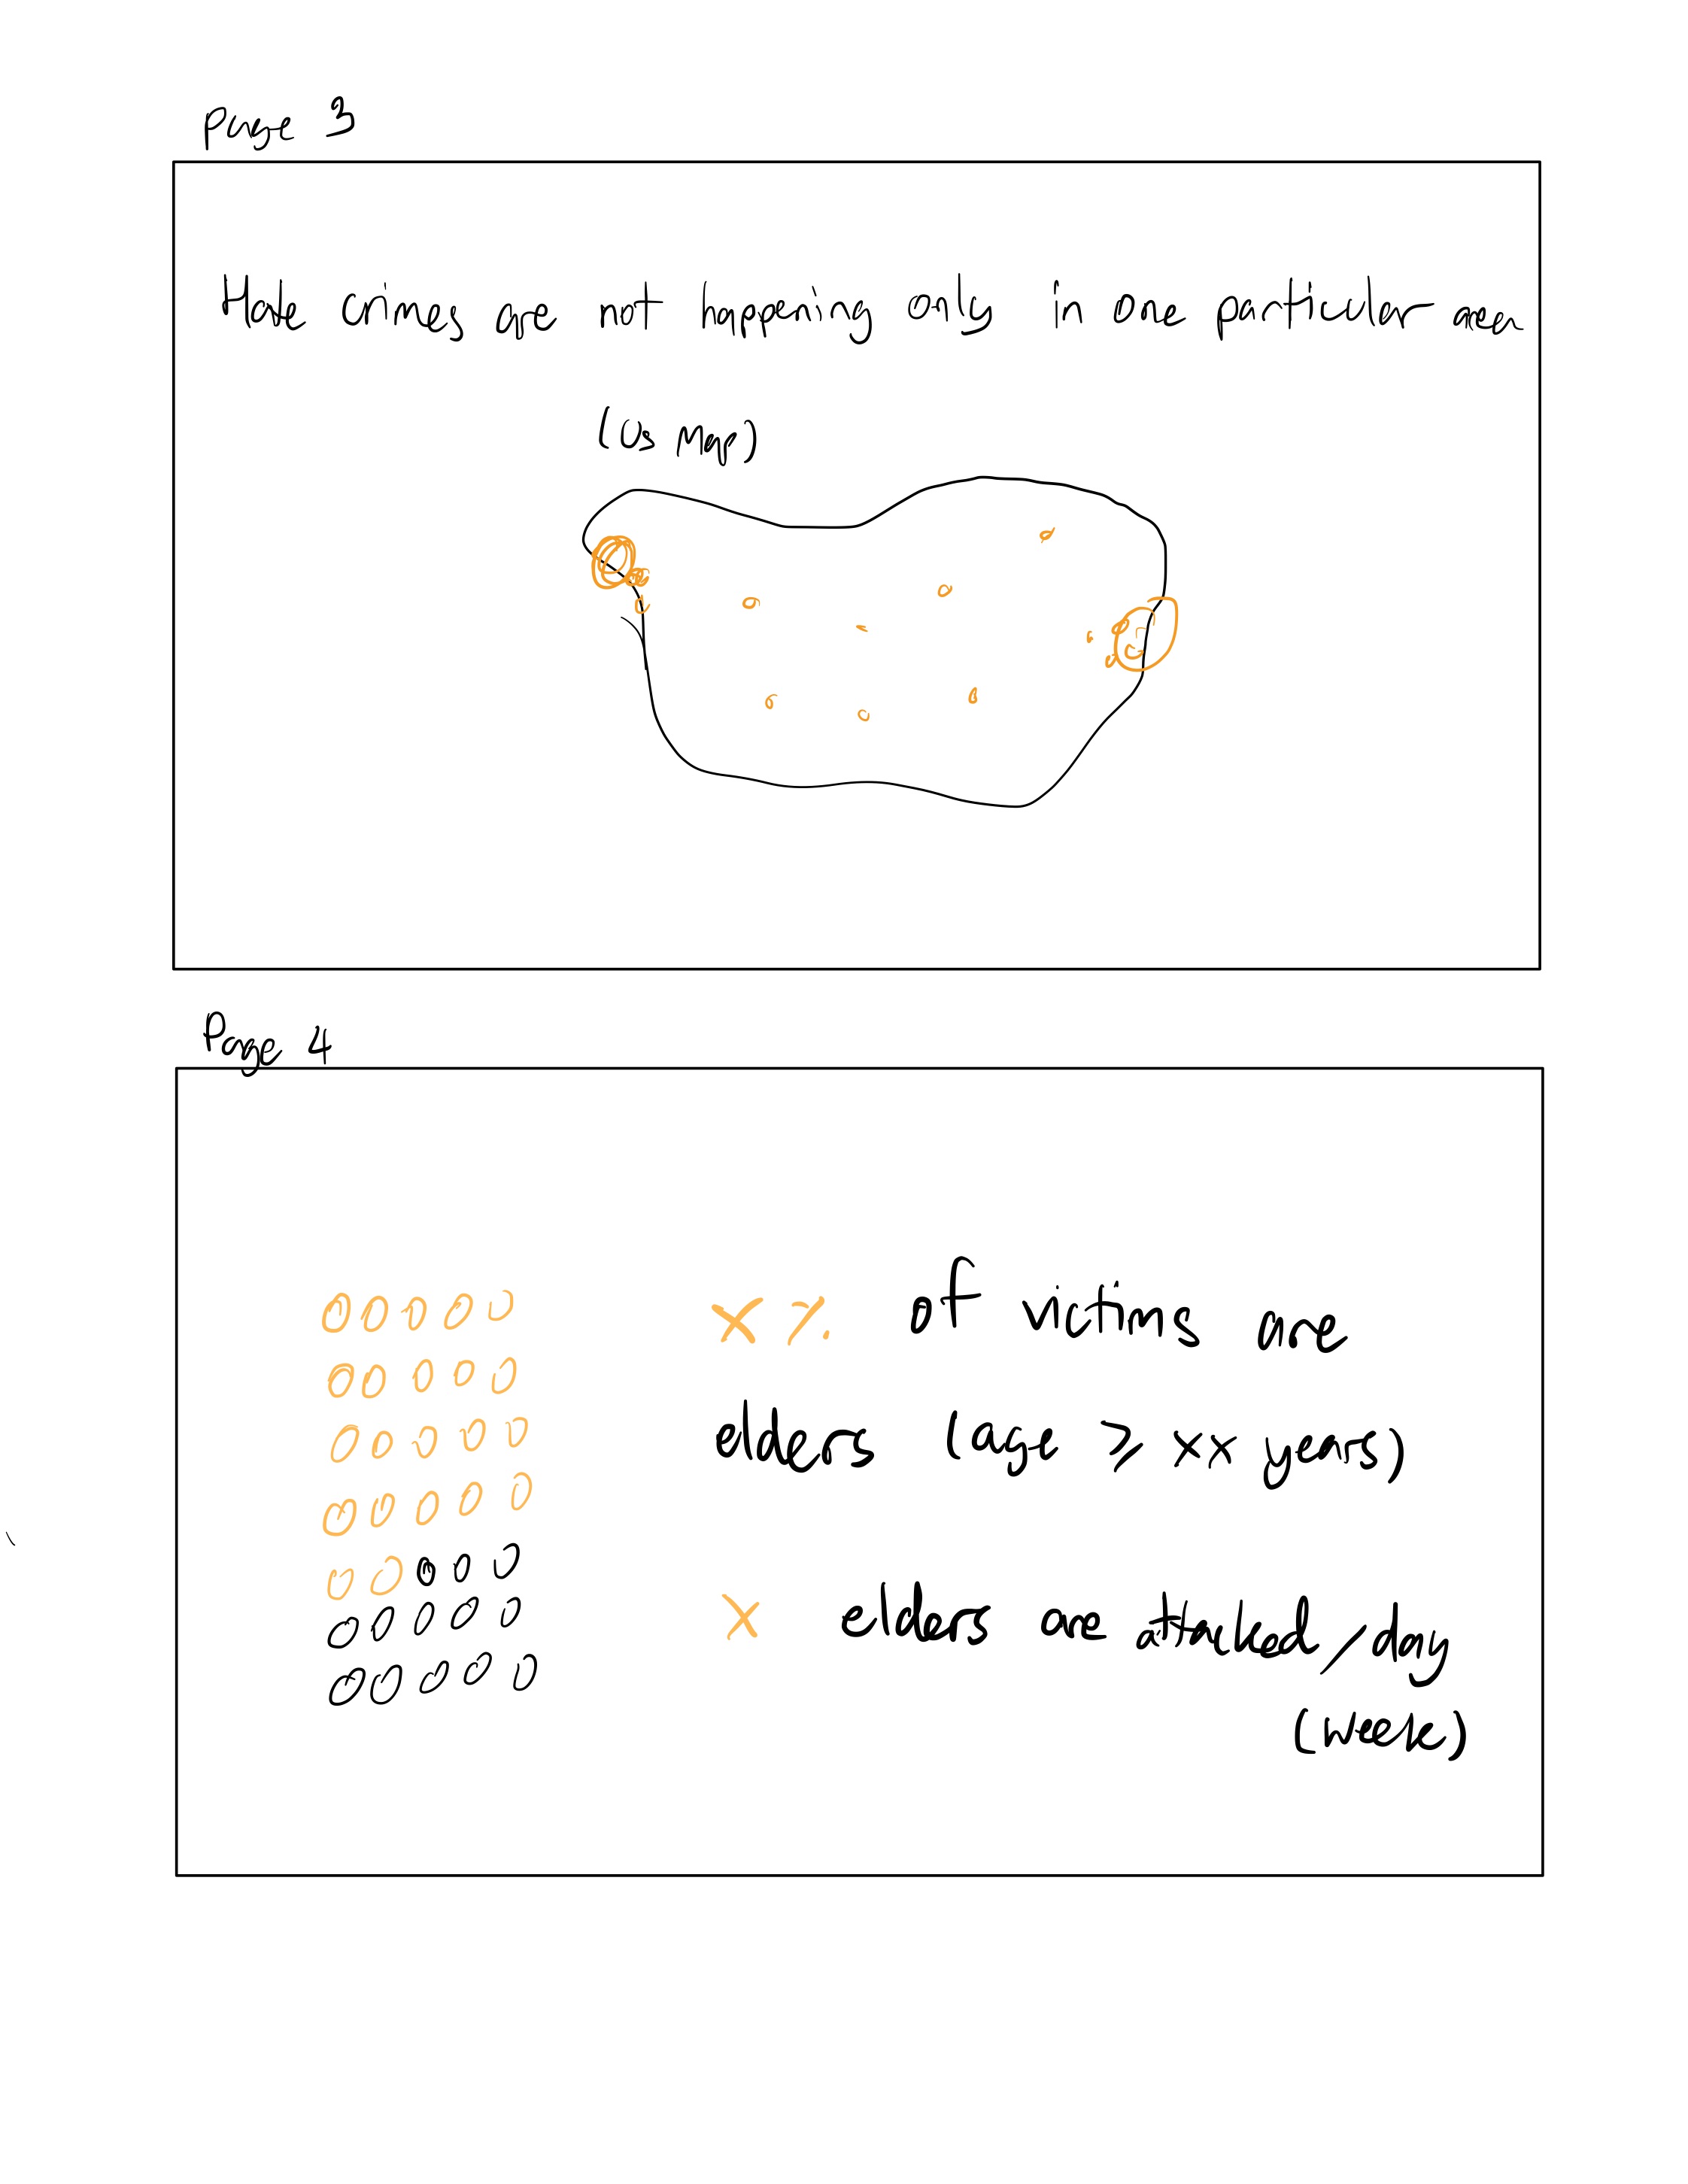 Page 3
Hate crimes are not happening only in one particular area
(US Map)
Page 4
x % of victims are
elders (age ⩾ xx years)
x elders are attacked/day
(week)